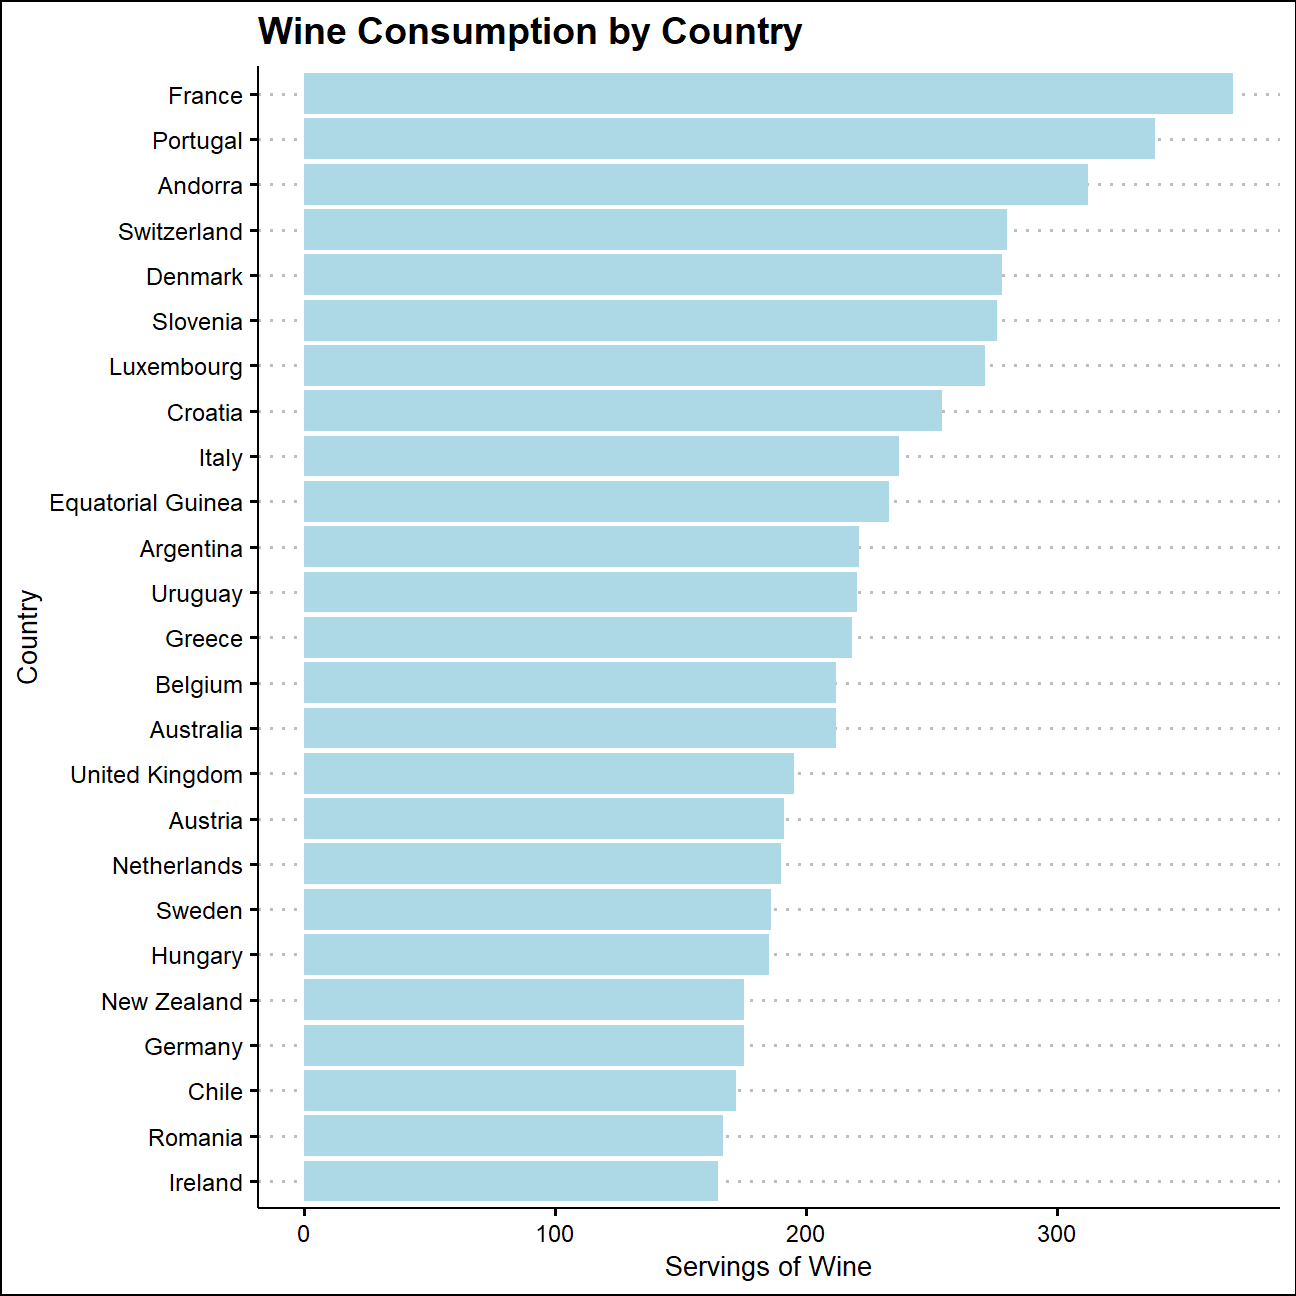 Wine Consumption by Country
France
Portugal
Andorra
Switzerland
Denmark
Slovenia
Luxembourg
Croatia
Italy
Equatorial Guinea
Argentina
Uruguay
Greece
Belgium
Australia
United Kingdom
Austria
Netherlands
Sweden
Hungary
New Zealand
Germany
Chile
Romania
Ireland
Country
0 100 200 300
Servings of Wine